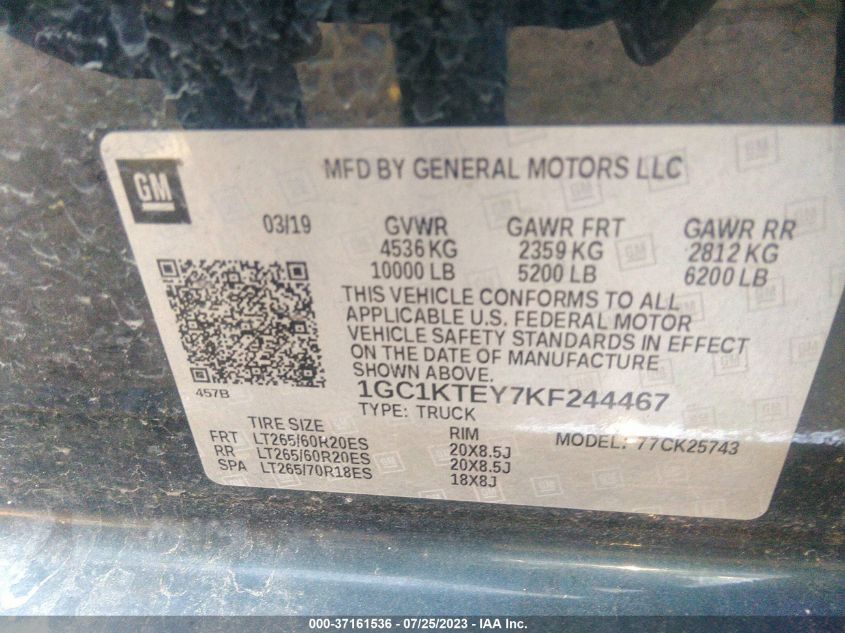 MFD BY GENERAL MOTORS LLC
GM
03/19 GVWR GAWR FRT GAWR RR
4536 KG 2359 KG 2812 KG
10000 LB 5200 LB 6200 LB
THIS VEHICLE CONFORMS TO ALL
APPLICABLE U.S. FEDERAL MOTOR
VEHICLE SAFETY STANDARDS IN EFFECT
ON THE DATE OF MANUFACTURE
SHOWN ABOVE.
457B
1GC1KTEY7KF244467
TYPE: TRUCK
MODEL: 77CK25743
TIRE SIZE RIM
FRT LT265/60R20ES 20X8.5J
RR LT265/60R20ES 20X8.5J
SPA LT265/70R18ES 18X8J
000-37161536 - 07/25/2023 - IAA Inc.